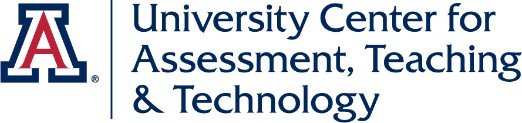 A®
University Center for
Assessment, Teaching
& Technology